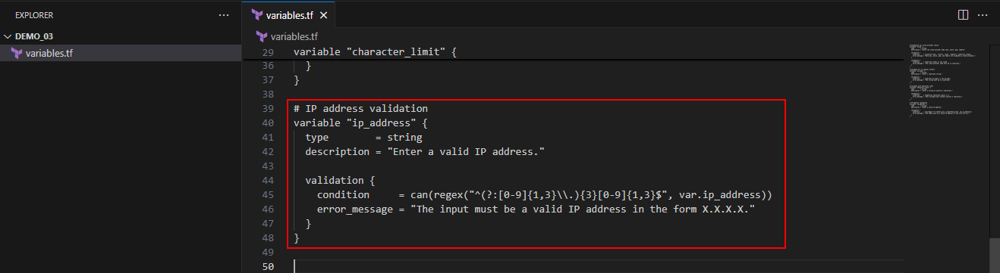 EXPLORER
DEMO_03
variables.tf
variables.tf
variables.tf
29 variable "character_limit" {
36 }
37 }
38
39 # IP address validation
40 variable "ip_address" {
41 type = string
42 description = "Enter a valid IP address."
43
44 validation {
45 condition = can(regex("^(?:[0-9]{1,3}\\.){3}[0-9]{1,3}$", var.ip_address))
46 error_message = "The input must be a valid IP address in the form X.X.X.X."
47 }
48 }
49
50